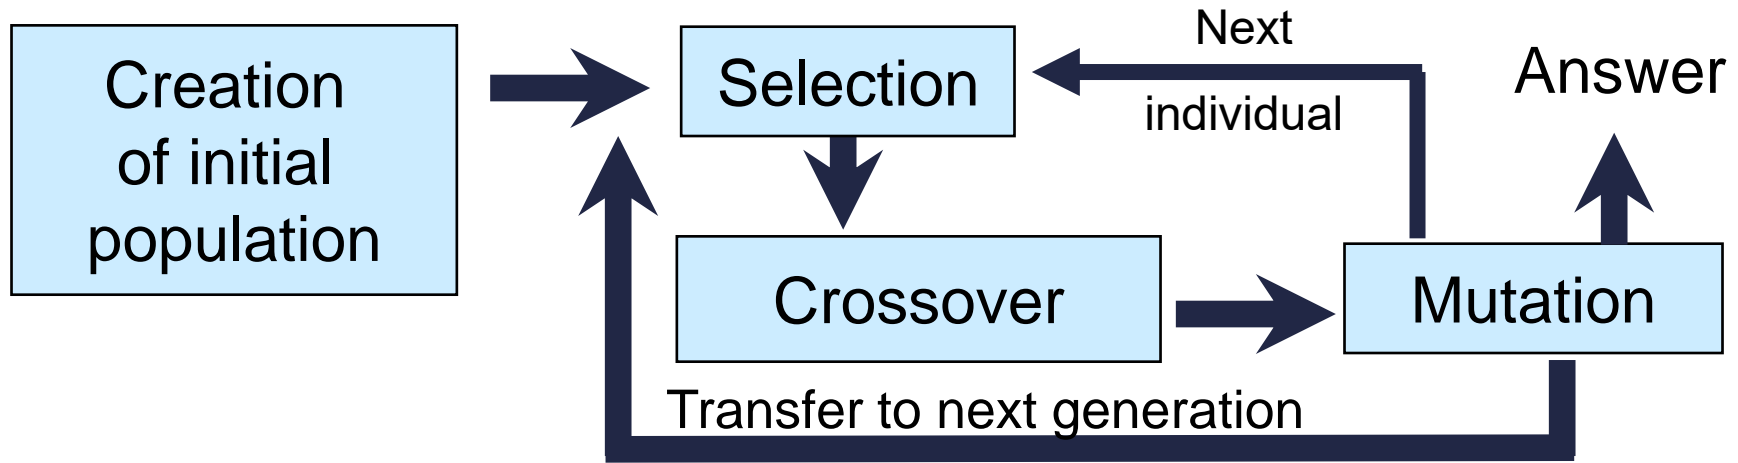 Creation
of initial
population
Selection
Next
individual
Answer
Crossover
Mutation
Transfer to next generation